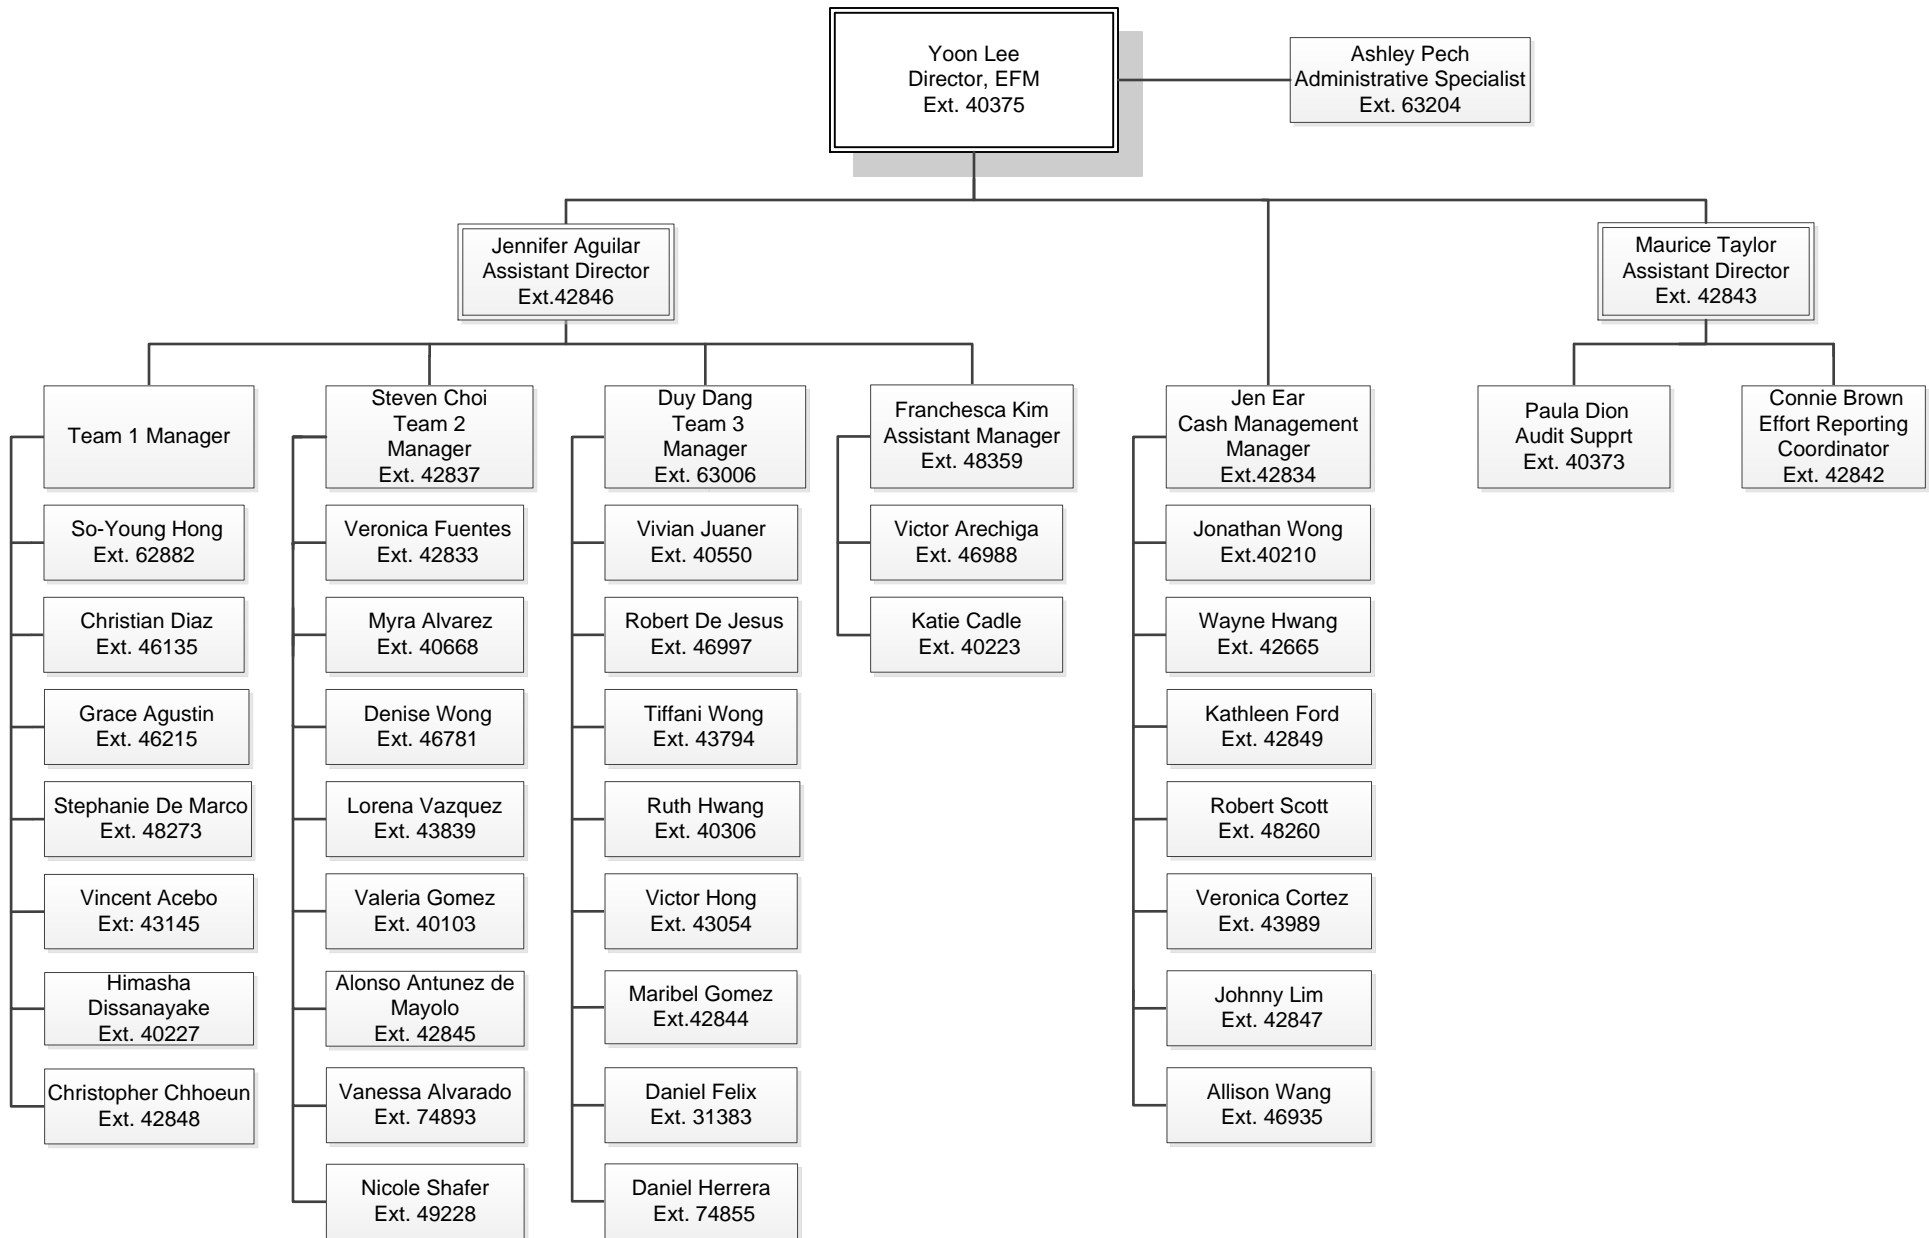 Yoon Lee
Director, EFM
Ext. 40375
Ashley Pech
Administrative Specialist
Ext. 63204
Jennifer Aguilar
Assistant Director
Ext.42846
Maurice Taylor
Assistant Director
Ext. 42843
Team 1 Manager
So-Young Hong
Ext. 62882
Christian Diaz
Ext. 46135
Grace Agustin
Ext. 46215
Stephanie De Marco
Ext. 48273
Vincent Acebo
Ext: 43145
Himasha
Dissanayake
Ext. 40227
Christopher Chhoeun
Ext. 42848
Steven Choi
Team 2
Manager
Ext. 42837
Veronica Fuentes
Ext. 42833
Myra Alvarez
Ext. 40668
Denise Wong
Ext. 46781
Lorena Vazquez
Ext. 43839
Valeria Gomez
Ext. 40103
Alonso Antunez de
Mayolo
Ext. 42845
Vanessa Alvarado
Ext. 74893
Nicole Shafer
Ext. 49228
Duy Dang
Team 3
Manager
Ext. 63006
Vivian Juaner
Ext. 40550
Robert De Jesus
Ext. 46997
Tiffani Wong
Ext. 43794
Ruth Hwang
Ext. 40306
Victor Hong
Ext. 43054
Maribel Gomez
Ext.42844
Daniel Felix
Ext. 31383
Daniel Herrera
Ext. 74855
Franchesca Kim
Assistant Manager
Ext. 48359
Victor Arechiga
Ext. 46988
Katie Cadle
Ext. 40223
Jen Ear
Cash Management
Manager
Ext.42834
Jonathan Wong
Ext.40210
Wayne Hwang
Ext. 42665
Kathleen Ford
Ext. 42849
Robert Scott
Ext. 48260
Veronica Cortez
Ext. 43989
Johnny Lim
Ext. 42847
Allison Wang
Ext. 46935
Paula Dion
Audit Supprt
Ext. 40373
Connie Brown
Effort Reporting
Coordinator
Ext. 42842